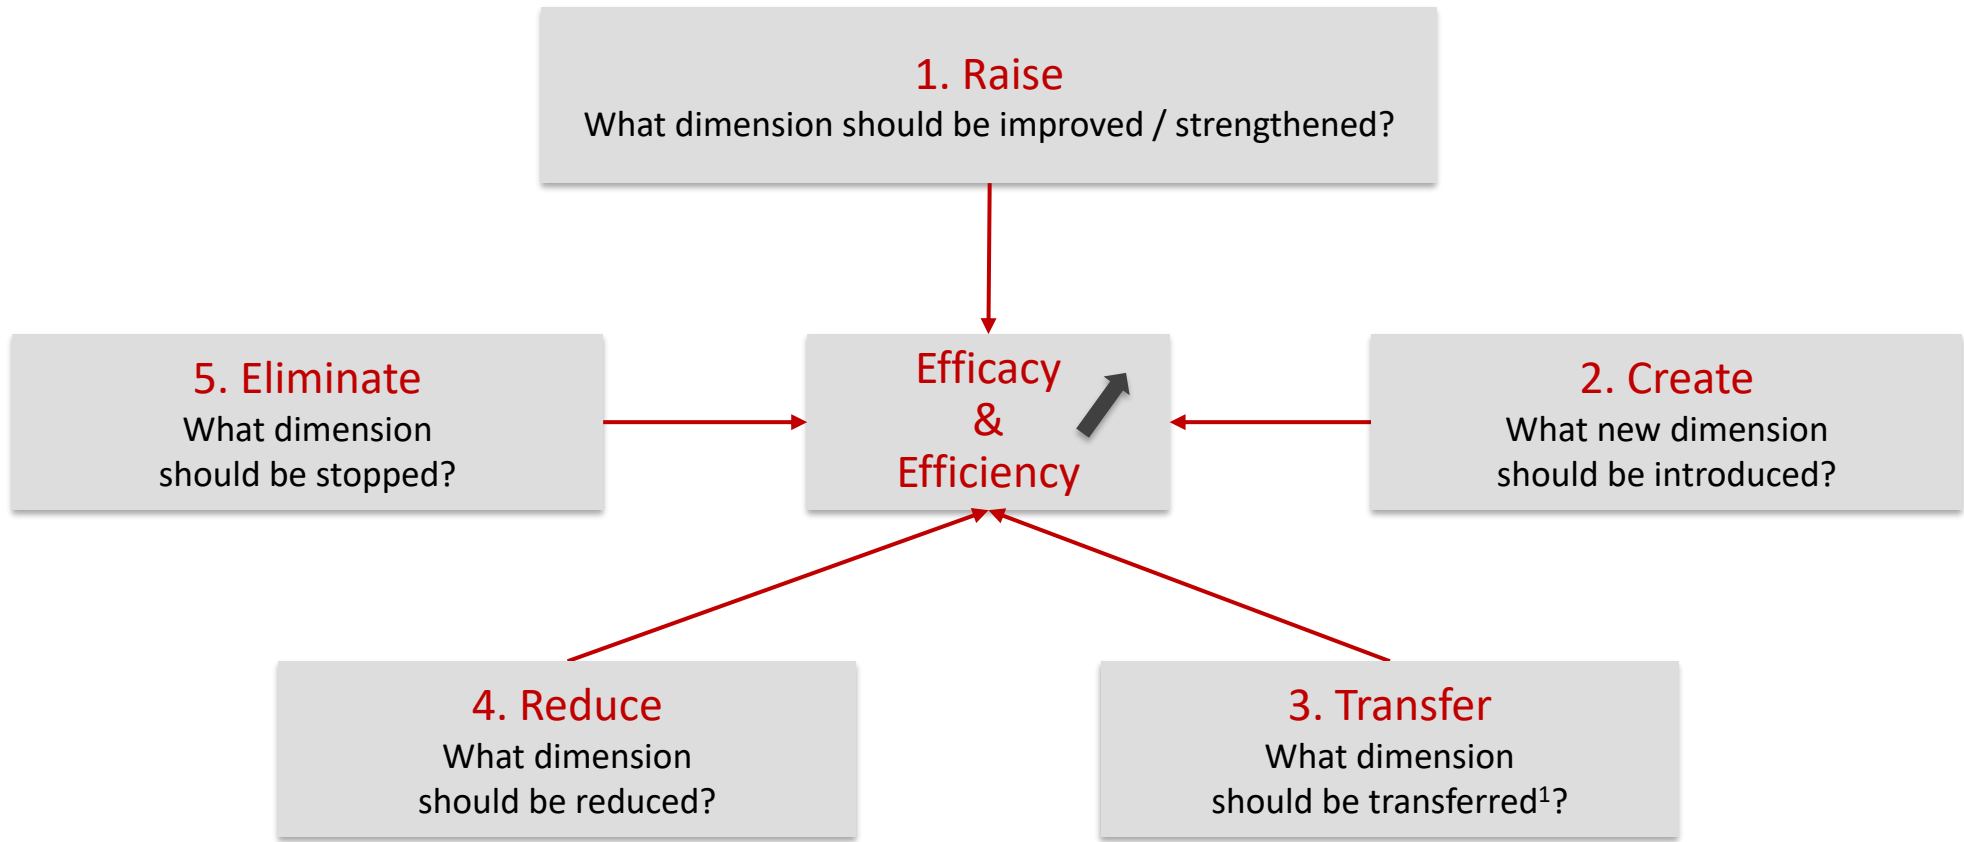 1. Raise
What dimension should be improved / strengthened?
5. Eliminate
What dimension
should be stopped?
Efficacy
&
Efficiency
2. Create
What new dimension
should be introduced?
4. Reduce
What dimension
should be reduced?
3. Transfer
What dimension
should be transferred¹?